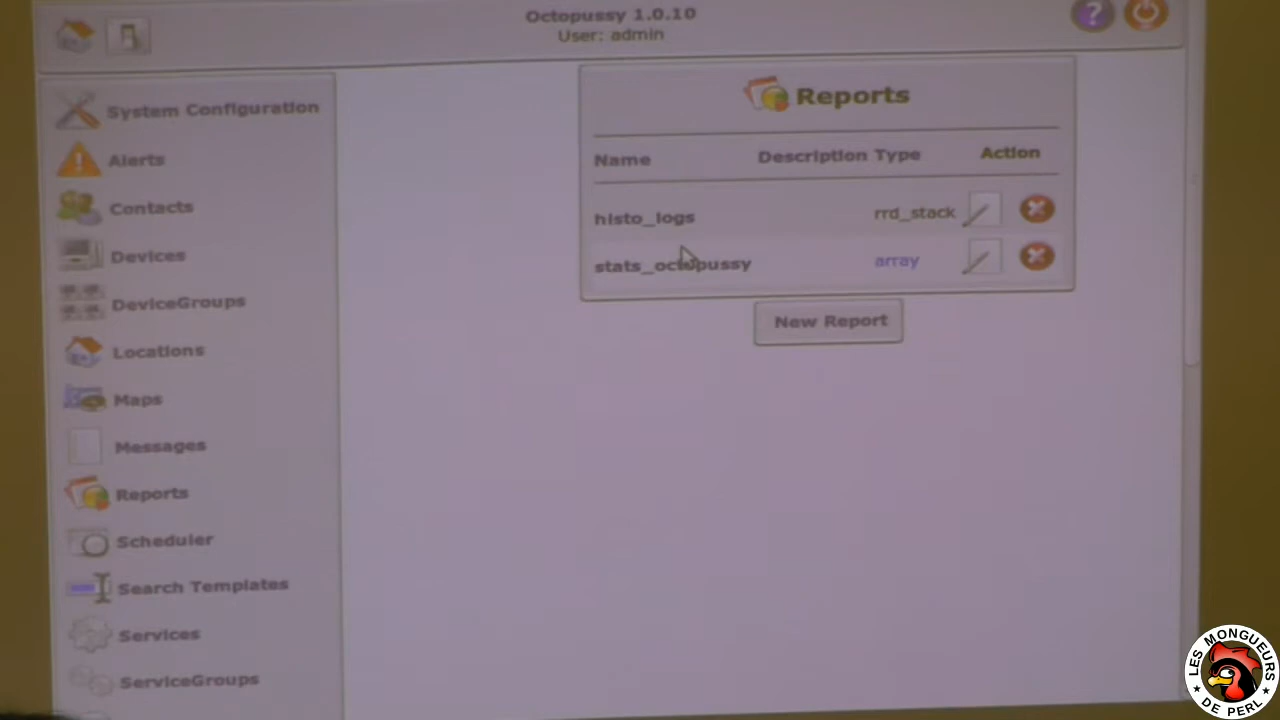 Octopussy 1.0.10
User: admin
?
System Configuration
Alerts
Contacts
Devices
DeviceGroups
Locations
Maps
Messages
Reports
Scheduler
Search Templates
Services
ServiceGroups
Reports
Name Description Type Action
histo_logs rrd_stack
stats_octopussy array
New Report
LES MONGUEURS
DE PERL